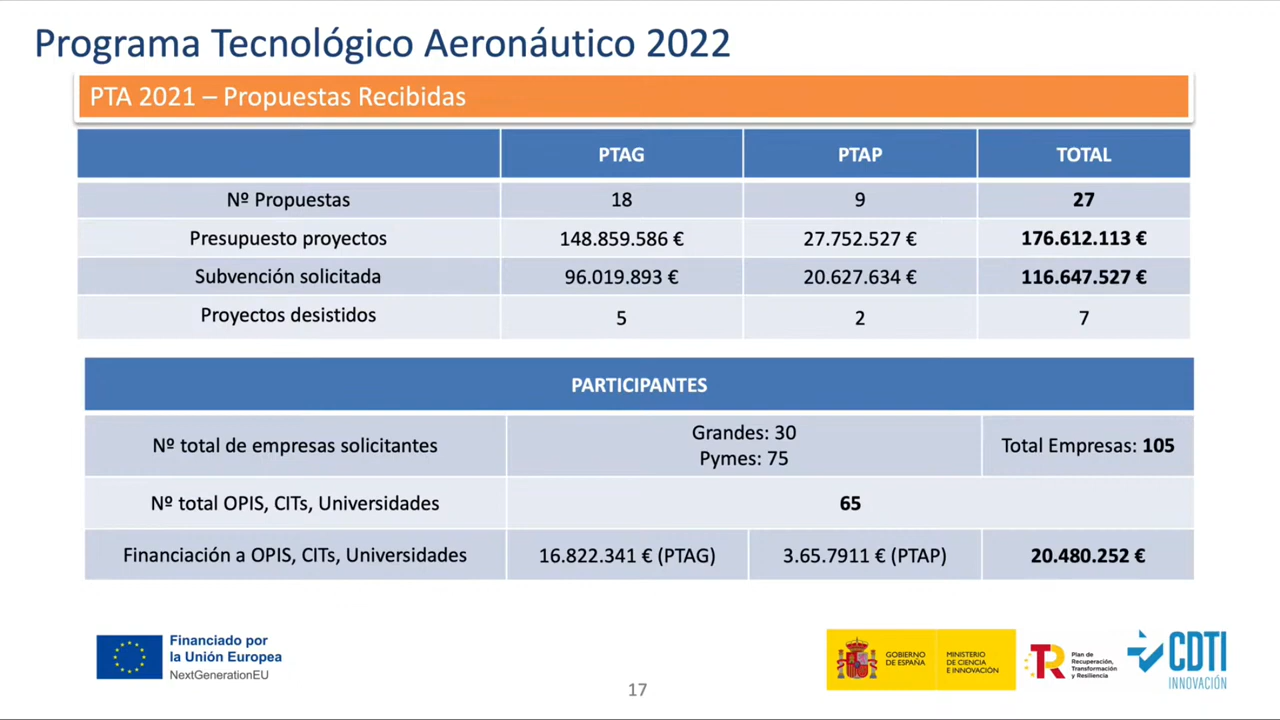 Programa Tecnológico Aeronáutico 2022
PTA 2021 – Propuestas Recibidas
PTAG PTAP TOTAL
Nº Propuestas 18 9 27
Presupuesto proyectos 148.859.586 € 27.752.527 € 176.612.113 €
Subvención solicitada 96.019.893 € 20.627.634 € 116.647.527 €
Proyectos desistidos 5 2 7
PARTICIPANTES
Nº total de empresas solicitantes Grandes: 30 Total Empresas: 105
Pymes: 75
Nº total OPIS, CITs, Universidades 65
Financiación a OPIS, CITs, Universidades 16.822.341 € (PTAG) 3.65.7911 € (PTAP) 20.480.252 €
Financiado por
la Unión Europea
NextGenerationEU
17
GOBIERNO
DE ESPAÑA
MINISTERIO
DE CIENCIA
E INNOVACIÓN
TR
Plan de
Recuperación,
Transformación
y Resiliencia
CDTI
INNOVACIÓN